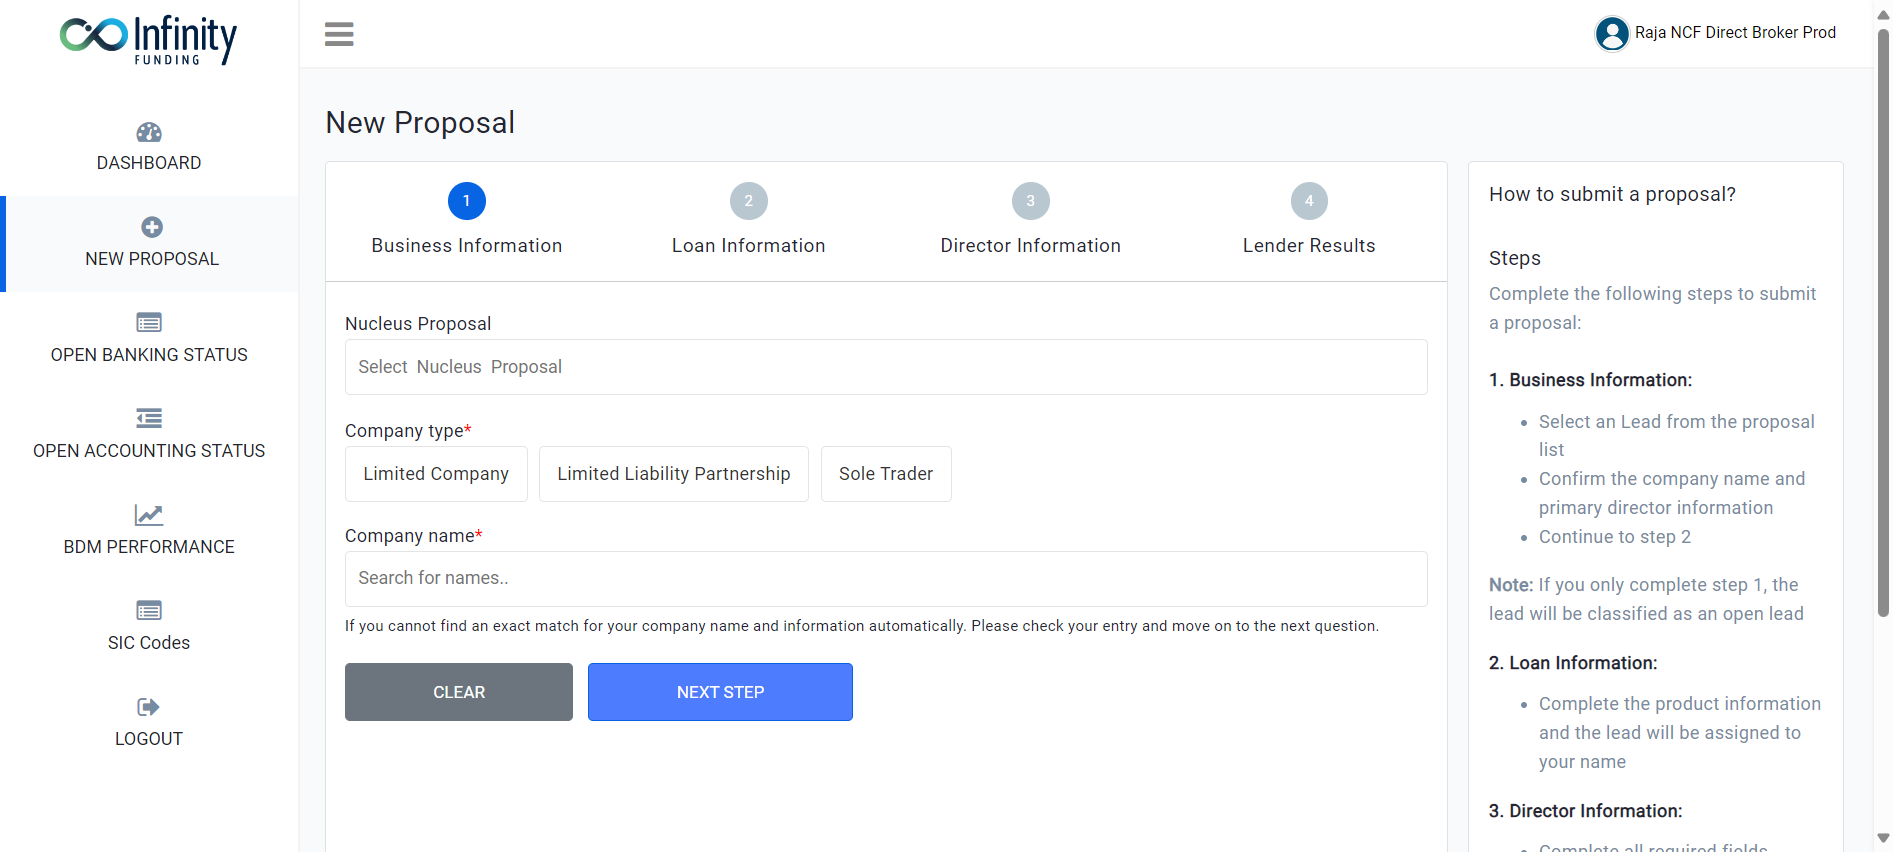 Infinity
FUNDING
Raja NCF Direct Broker Prod
DASHBOARD
NEW PROPOSAL
OPEN BANKING STATUS
OPEN ACCOUNTING STATUS
BDM PERFORMANCE
SIC Codes
LOGOUT
New Proposal
1
Business Information
2
Loan Information
3
Director Information
4
Lender Results
Nucleus Proposal
Select Nucleus Proposal
Company type*
Limited Company
Limited Liability Partnership
Sole Trader
Company name*
Search for names..
If you cannot find an exact match for your company name and information automatically. Please check your entry and move on to the next question.
CLEAR
NEXT STEP
How to submit a proposal?
Steps
Complete the following steps to submit
a proposal:
1. Business Information:
Select an Lead from the proposal
list
Confirm the company name and
primary director information
Continue to step 2
Note: If you only complete step 1, the
lead will be classified as an open lead
2. Loan Information:
Complete the product information
and the lead will be assigned to
your name
3. Director Information:
Complete all required fields